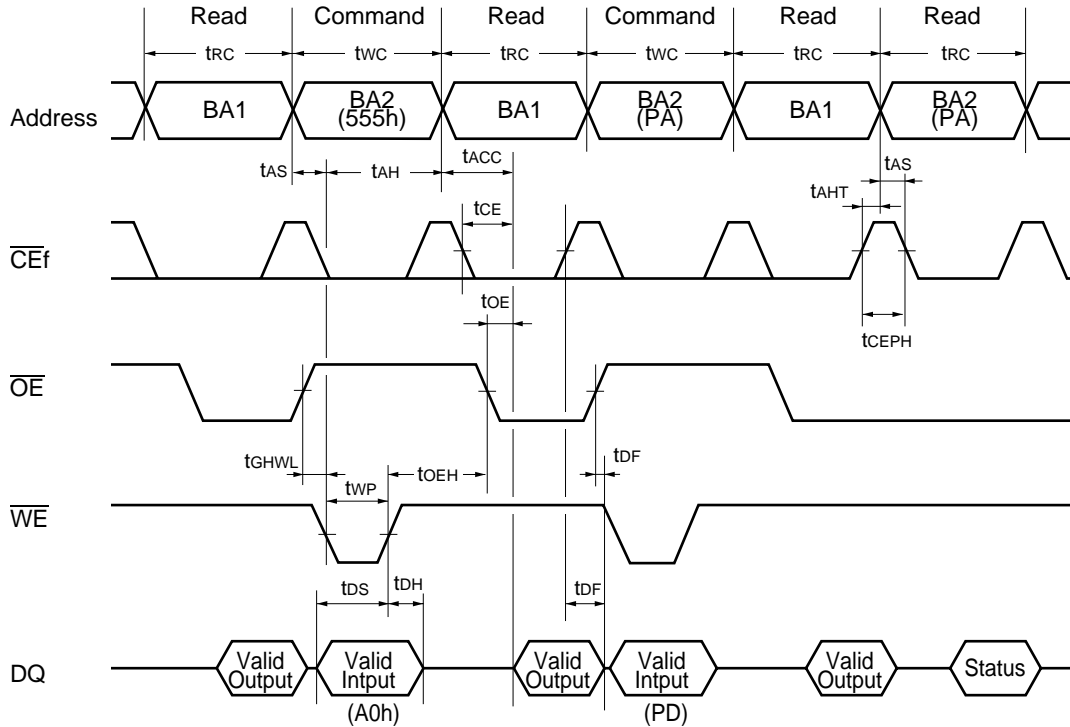 Read Command Read Command Read Read
tRC tWC tRC tWC tRC tRC
Address BA1 BA2 BA1 BA2 BA1 BA2
(555h) (PA) (PA)
tAS tAH tACC tAS
tAHT
tCE
CEf
tOE
tCEPH
OE
tGHWL tWP tOEH tDF
WE
tDS tDH tDF
DQ Valid Valid Valid Valid Valid Status
Output Intput Output Intput Output
(A0h) (PD)